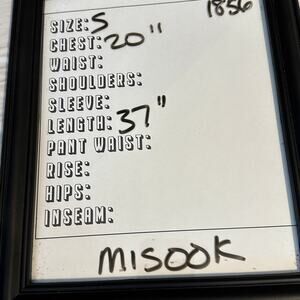 1856
SIZE: S
CHEST: 20"
WAIST:
SHOULDERS:
SLEEVE:
LENGTH: 37"
PANT WAIST:
RISE:
HIPS:
INSEAM:
MISOOK